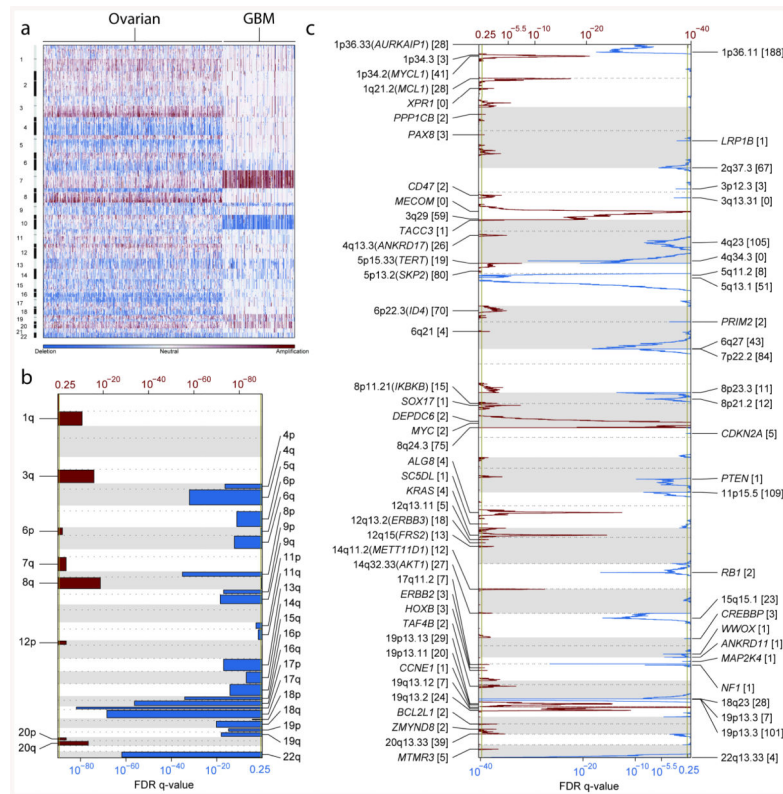 a
Ovarian
GBM
1
2
3
4
5
6
7
8
9
10
11
12
13
14
15
16
17
18
19
20
21
22
Deletion
Neutral
Amplification
b
0.25
10⁻²⁰
10⁻⁶⁰
10⁻⁸⁰
1q
3q
6p
7q
8q
12p
20p
20q
4p
4q
5q
6p
6q
8p
9p
9q
11p
11q
13q
14q
15q
16p
16q
17p
17q
18p
18q
19p
19q
22q
10⁻⁸⁰
10⁻⁶⁰
10⁻²⁰
0.25
FDR q-value
c
0.25
10⁻⁵·⁵
10⁻¹⁰
10⁻²⁰
10⁻⁴⁰
1p36.33(AURKAIP1) [28]
1p34.3 [3]
1p34.2(MYCL1) [41]
1q21.2(MCL1) [28]
XPR1 [0]
PPP1CB [2]
PAX8 [3]
CD47 [2]
MECOM [0]
3q29 [59]
TACC3 [1]
4q13.3(ANKRD17) [26]
5p15.33(TERT) [19]
5p13.2(SKP2) [80]
6p22.3(ID4) [70]
6q21 [4]
8p11.21(IKBKB) [15]
SOX17 [1]
DEPDC6 [2]
MYC [2]
8q24.3 [75]
ALG8 [4]
SC5DL [1]
KRAS [4]
12q13.11 [5]
12q13.2(ERBB3) [18]
12q15(FRS2) [13]
14q11.2(METT11D1) [12]
14q32.33(AKT1) [27]
17q11.2 [7]
ERBB2 [3]
HOXB [3]
TAF4B [2]
19p13.13 [29]
19p13.11 [20]
CCNE1 [1]
19q13.12 [7]
19q13.2 [24]
BCL2L1 [2]
ZMYND8 [2]
20q13.33 [39]
MTMR3 [5]
1p36.11 [188]
LRP1B [1]
2q37.3 [67]
3p12.3 [3]
3q13.31 [0]
4q23 [105]
4q34.3 [0]
5q11.2 [8]
5q13.1 [51]
PRIM2 [2]
6q27 [43]
7p22.2 [84]
8p23.3 [11]
8p21.2 [12]
CDKN2A [5]
PTEN [1]
11p15.5 [109]
RB1 [2]
15q15.1 [23]
CREBBP [3]
WWOX [1]
ANKRD11 [1]
MAP2K4 [1]
NF1 [1]
18q23 [28]
19p13.3 [7]
19p13.3 [101]
22q13.33 [4]
10⁻⁴⁰
10⁻²⁰
10⁻¹⁰
10⁻⁵·⁵
0.25
FDR q-value